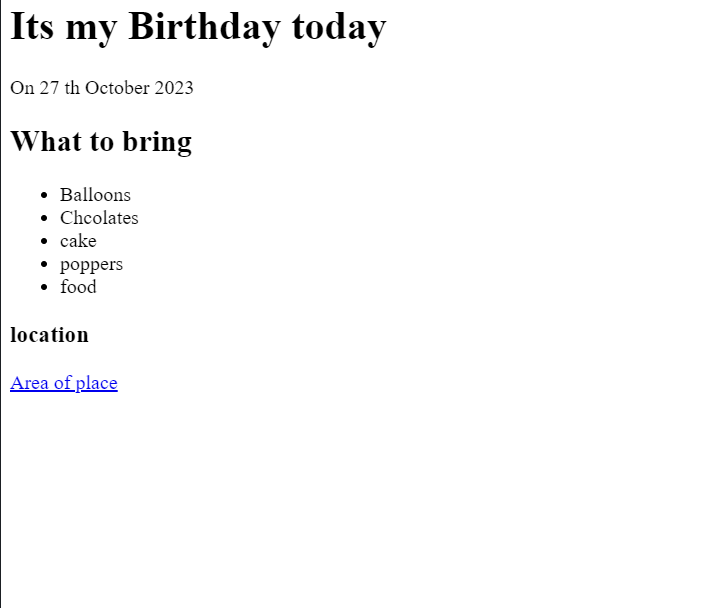 Its my Birthday today
On 27 th October 2023
What to bring
Balloons
Chcolates
cake
poppers
food
location
Area of place